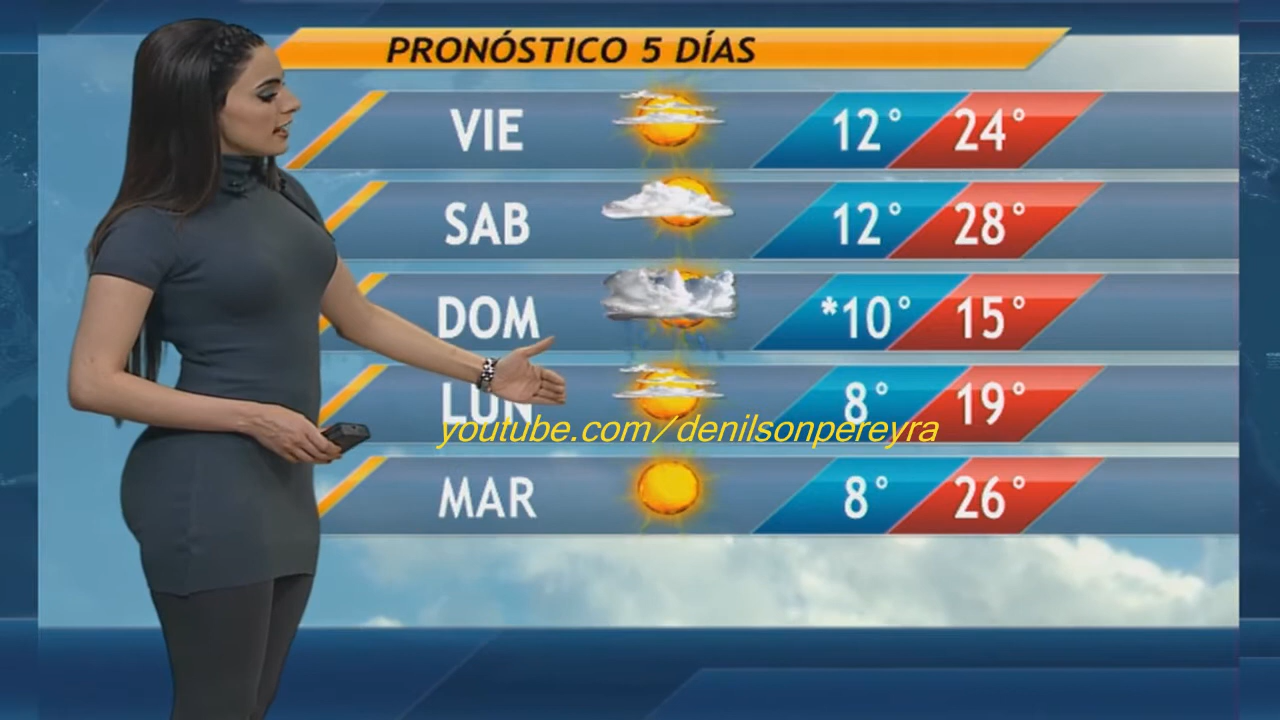 PRONÓSTICO 5 DÍAS
VIE 12° 24°
SAB 12° 28°
DOM *10° 15°
LUN 8° 19°
youtube.com/denilsonpereyra
MAR 8° 26°